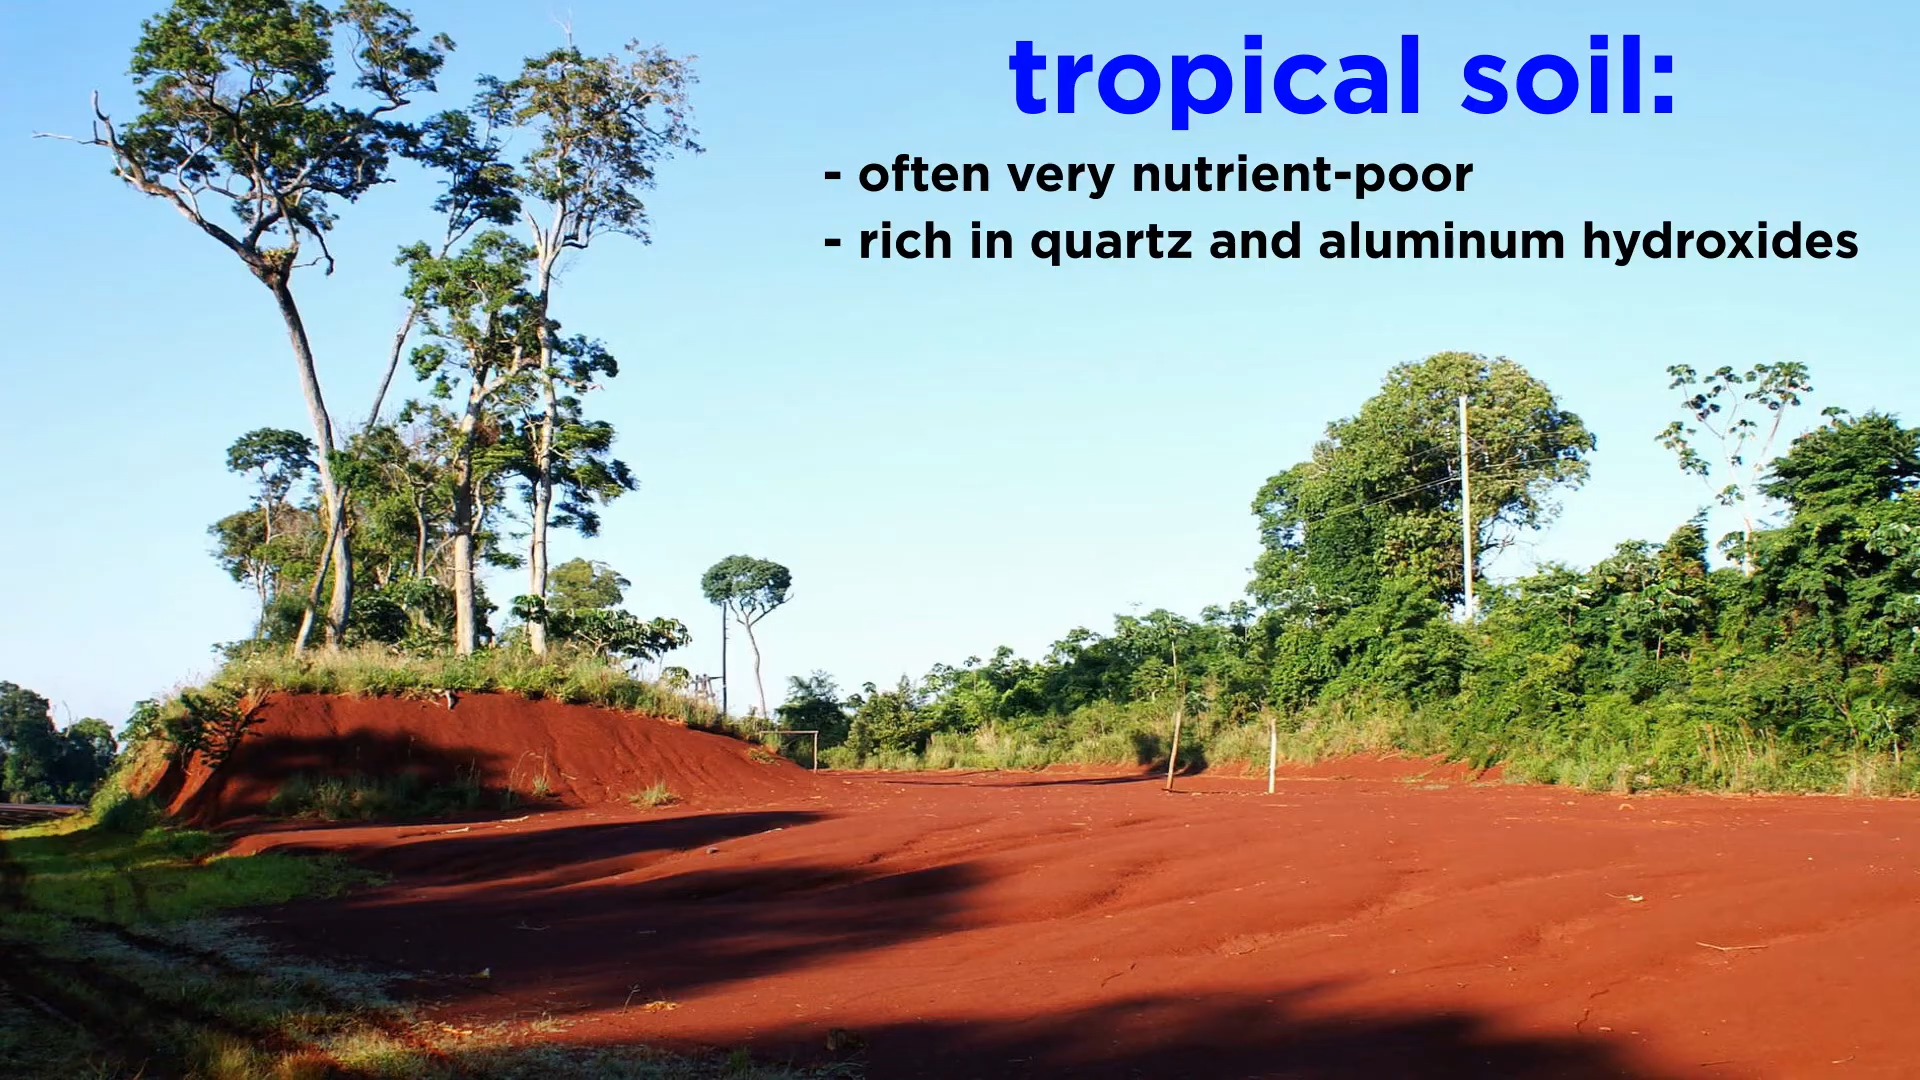 tropical soil:
- often very nutrient-poor
- rich in quartz and aluminum hydroxides